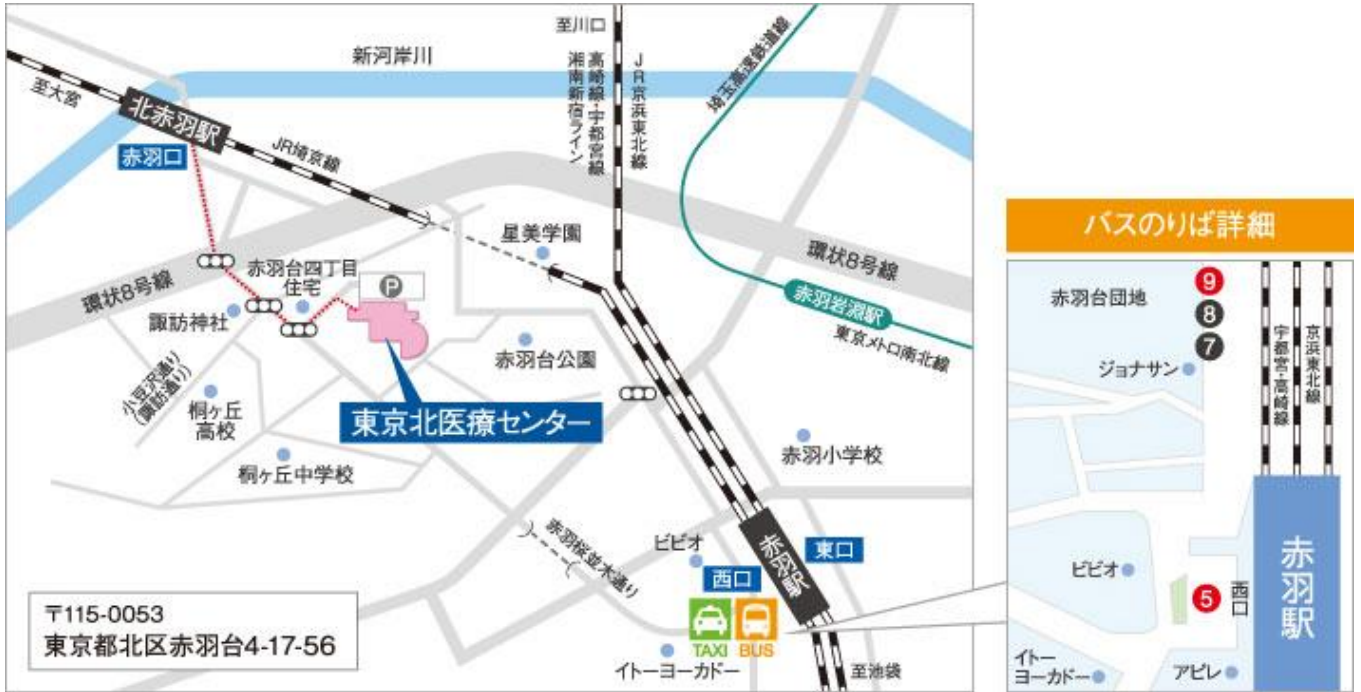 至川口
新河岸川
高崎線・宇都宮線
湘南新宿ライン
JR京浜東北線
埼玉高速鉄道線
至大宮
北赤羽駅
赤羽口
JR埼京線
星美学園
環状8号線
赤羽台四丁目
住宅
P
環状8号線
諏訪神社
赤羽岩淵駅
東京メトロ南北線
赤羽台公園
小豆沢通り
(諏訪通り)
桐ヶ丘
高校
東京北医療センター
桐ヶ丘中学校
赤羽小学校
赤羽桜並木通り
ビビオ
西口
赤羽駅
東口
TAXI
BUS
イトーヨーカドー
至池袋
〒115-0053
東京都北区赤羽台4-17-56
バスのりば詳細
赤羽台団地
9
8
7
ジョナサン
宇都宮・高崎線
京浜東北線
ビビオ
5
西口
赤羽駅
イトー
ヨーカドー
アピレ